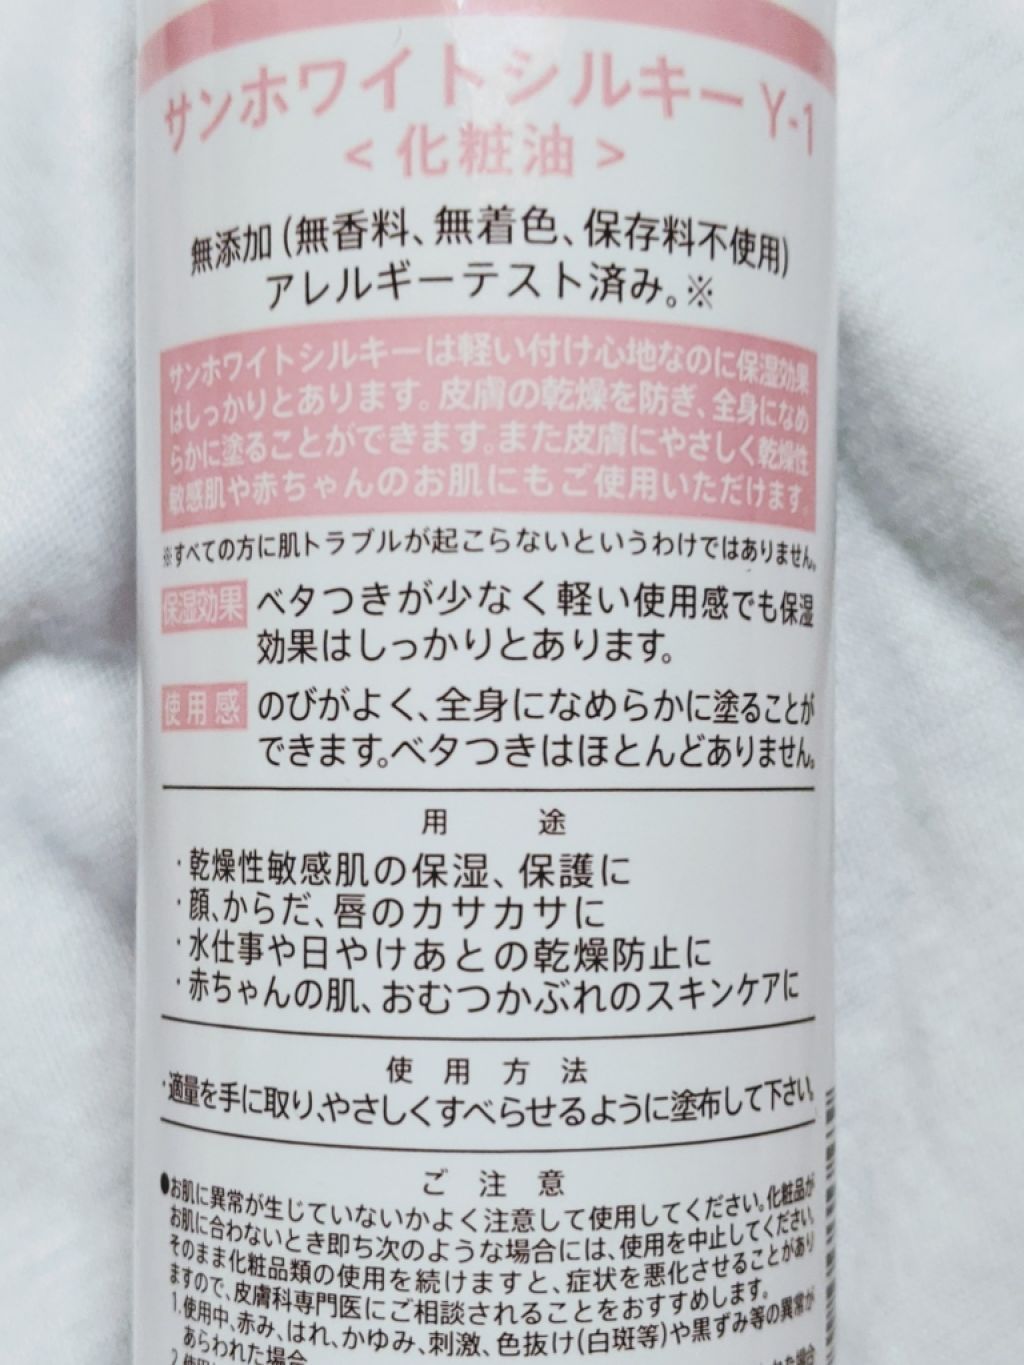 サンホワイトシルキーY-1
<化粧油>
無添加(無香料、無着色、保存料不使用)
アレルギーテスト済み。※
サンホワイトシルキーは軽い付け心地なのに保湿効果
はしっかりとあります。皮膚の乾燥を防ぎ、全身になめ
らかに塗ることができます。また皮膚にやさしく乾燥性
敏感肌や赤ちゃんのお肌にもご使用いただけます。
※すべての方に肌トラブルが起こらないというわけではありません。
保湿効果 ベタつきが少なく軽い使用感でも保湿
効果はしっかりとあります。
使用感 のびがよく、全身になめらかに塗ることが
できます。ベタつきはほとんどありません。
用途
・乾燥性敏感肌の保湿、保護に
・顔、からだ、唇のカサカサに
・水仕事や日やけあとの乾燥防止に
・赤ちゃんの肌、おむつかぶれのスキンケアに
使用方法
・適量を手に取り、やさしくすべらせるように塗布して下さい。
ご注意
●お肌に異常が生じていないかよく注意して使用してください。化粧品が
お肌に合わないとき即ち次のような場合には、使用を中止してください。
そのまま化粧品類の使用を続けますと、症状を悪化させることがあり
ますので、皮膚科専門医にご相談されることをおすすめします。
1.使用中、赤み、はれ、かゆみ、刺激、色抜け(白斑等)や黒ずみ等の異常が
あらわれた場合